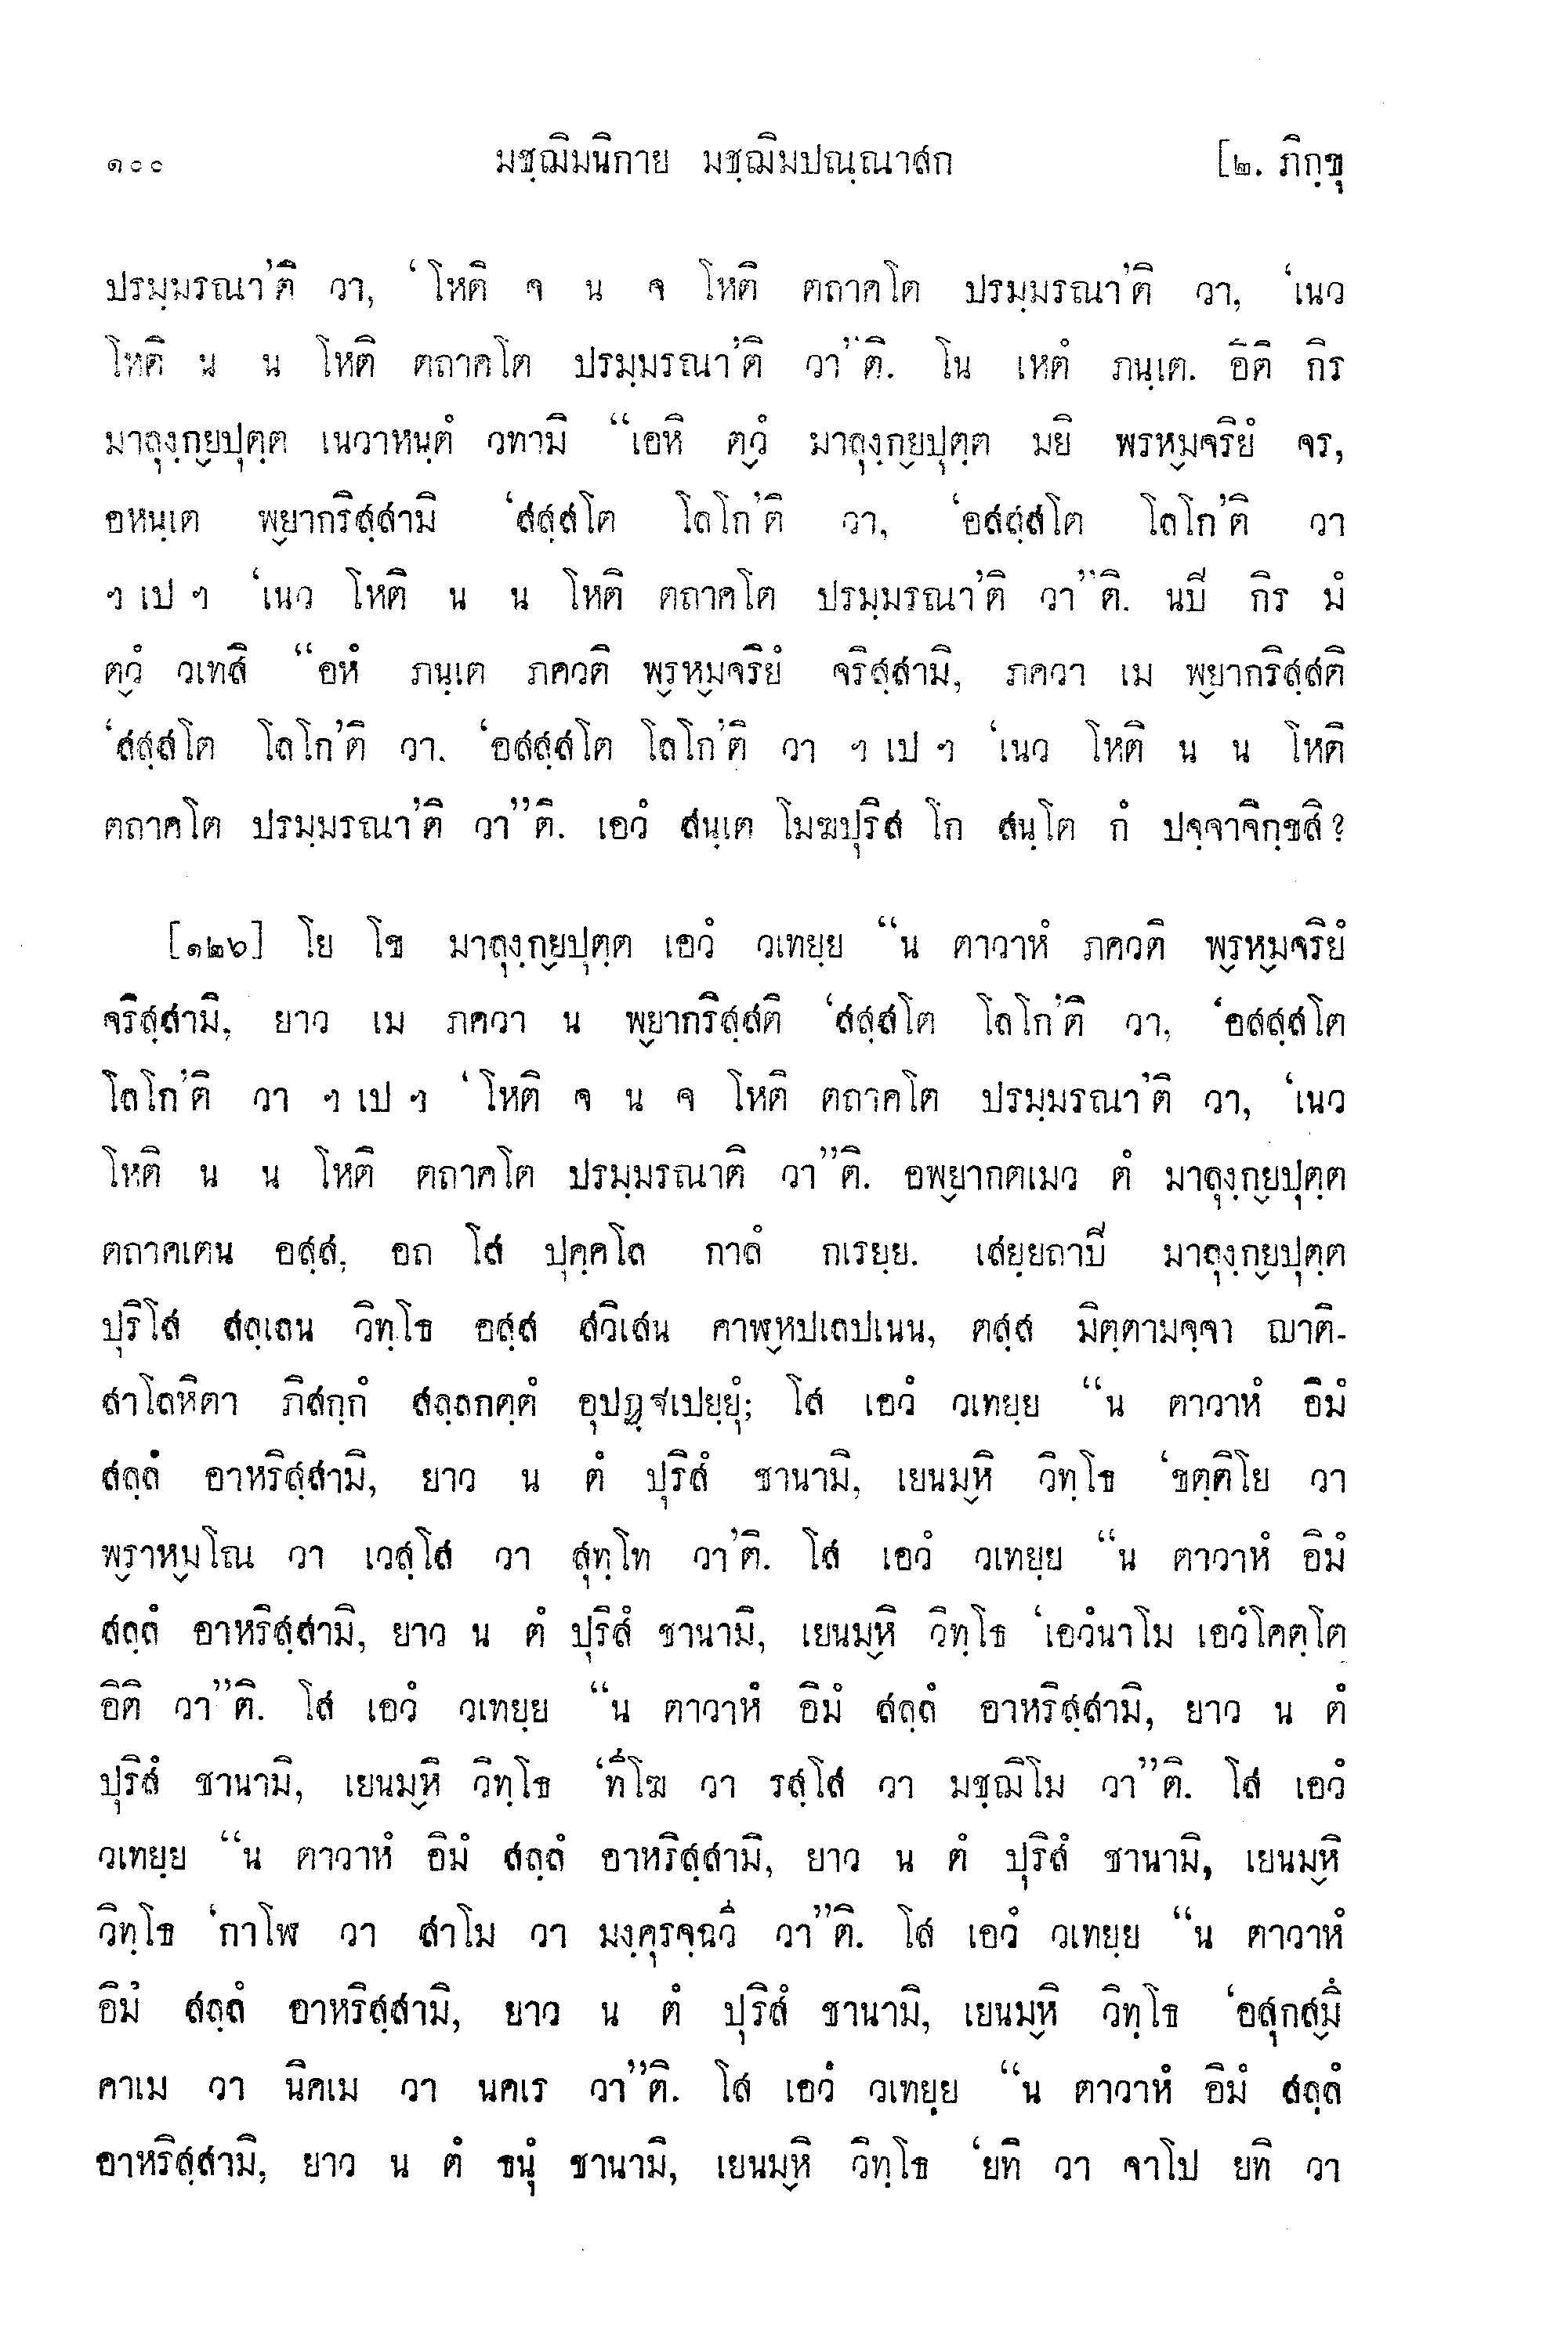 ๑๐๐ มชฺฌิมนิกาย มชฺฌิมปณฺณาสก [๒. ภิกฺขุ
ปรมฺมรณา’ติ วา, ‘โหติ จ น จ โหติ ตถาคโต ปรมฺมรณา’ติ วา, ‘เนว
โหติ น น โหติ ตถาคโต ปรมฺมรณา’ติ วา”ติ. โน เหตํ ภนฺเต. อิติ กิร
มาลุงฺก๎ยปุตฺต เนวาหนฺตํ วทามิ “เอหิ ต๎วํ มาลุงฺก๎ยปุตฺต มยิ พรห๎มจริยํ จร,
อหนฺเต พ๎ยากริสฺสามิ ‘สสฺสโต โลโก’ติ วา, ‘อสสฺสโต โลโก’ติ วา
ฯ เป ฯ ‘เนว โหติ น น โหติ ตถาคโต ปรมฺมรณา’ติ วา”ติ. นปี กิร มํ
ต๎วํ วเทสิ “อหํ ภนฺเต ภควติ พ๎รห๎มจริยํ จริสฺสามิ, ภควา เม พ๎ยากริสฺสติ
‘สสฺสโต โลโก’ติ วา. ‘อสสฺสโต โลโก’ติ วา ฯ เป ฯ ‘เนว โหติ น น โหติ
ตถาคโต ปรมฺมรณา’ติ วา”ติ. เอวํ สนฺเต โมฆปุริส โก สนฺโต กํ ปจฺจาจิกฺขสิ?
[๑๒๖] โย โข มาลุงฺก๎ยปุตฺต เอวํ วเทยฺย “น ตาวาหํ ภควติ พ๎รห๎มจริยํ
จริสฺสามิ, ยาว เม ภควา น พ๎ยากริสฺสติ ‘สสฺสโต โลโก’ติ วา, ‘อสสฺสโต
โลโก’ติ วา ฯ เป ฯ ‘โหติ จ น จ โหติ ตถาคโต ปรมฺมรณา’ติ วา, ‘เนว
โหติ น น โหติ ตถาคโต ปรมฺมรณาติ วา”ติ. อพ๎ยากตเมว ตํ มาลุงฺก๎ยปุตฺต
ตถาคเตน อสฺส, อถ โส ปุคฺคโล กาลํ กเรยฺย. เสยฺยถาปี มาลุงฺก๎ยปุตฺต
ปุริโส สลฺเลน วิทฺโธ อสฺส สวิเสน คาฬ๎หปเลปเนน, ตสฺส มิตฺตามจฺจา ญาติ-
สาโลหิตา ภิสกฺกํ สลฺลกตฺตํ อุปฏฺฐเปยฺยุํ; โส เอวํ วเทยฺย “น ตาวาหํ อิมํ
สลฺลํ อาหริสฺสามิ, ยาว น ตํ ปุริสํ ชานามิ, เยนม๎หิ วิทฺโธ ‘ขตฺติโย วา
พ๎ราห๎มโณ วา เวสฺโส วา สุทฺโท วา’ติ. โส เอวํ วเทยฺย “น ตาวาหํ อิมํ
สลฺลํ อาหริสฺสามิ, ยาว น ตํ ปุริสํ ชานามิ, เยนม๎หิ วิทฺโธ ‘เอวํนาโม เอวํโคตฺโต
อิติ วา”ติ. โส เอวํ วเทยฺย “น ตาวาหํ อิมํ สลฺลํ อาหริสฺสามิ, ยาว น ตํ
ปุริสํ ชานามิ, เยนม๎หิ วิทฺโธ ‘ทีโฆ วา รสฺโส วา มชฺฌิโม วา”ติ. โส เอวํ
วเทยฺย “น ตาวาหํ อิมํ สลฺลํ อาหริสฺสามิ, ยาว น ตํ ปุริสํ ชานามิ, เยนม๎หิ
วิทฺโธ ‘กาโฬ วา สาโม วา มงฺคุรจฺฉวี วา”ติ. โส เอวํ วเทยฺย “น ตาวาหํ
อิมํ สลฺลํ อาหริสฺสามิ, ยาว น ตํ ปุริสํ ชานามิ, เยนม๎หิ วิทฺโธ ‘อสุกส๎มึ
คาเม วา นิคเม วา นคเร วา”ติ. โส เอวํ วเทยฺย “น ตาวาหํ อิมํ สลฺลํ
อาหริสฺสามิ, ยาว น ตํ ธนุํ ชานามิ, เยนม๎หิ วิทฺโธ ‘ยทิ วา จาโป ยทิ วา